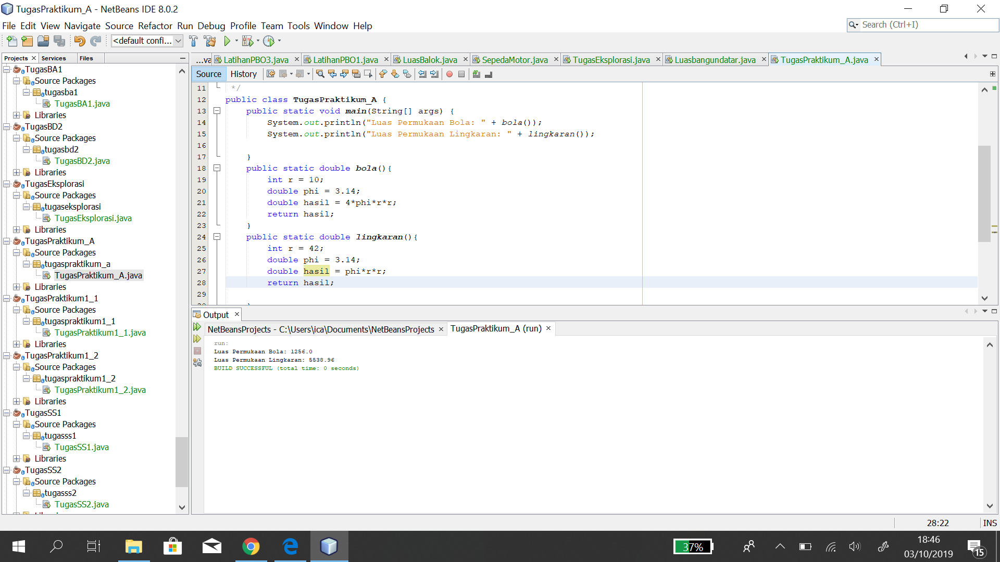 TugasPraktikum_A - NetBeans IDE 8.0.2
File Edit View Navigate Source Refactor Run Debug Profile Team Tools Window Help
Search (Ctrl+I)
<default confi...
Projects Services Files
TugasBA1
Source Packages
tugasba1
TugasBA1.java
Libraries
TugasBD2
Source Packages
tugasbd2
TugasBD2.java
Libraries
TugasEksplorasi
Source Packages
tugaseksplorasi
TugasEksplorasi.java
Libraries
TugasPraktikum_A
Source Packages
tugaspraktikum_a
TugasPraktikum_A.java
Libraries
TugasPraktikum1_1
Source Packages
tugaspraktikum1_1
TugasPraktikum1_1.java
Libraries
TugasPraktikum1_2
Source Packages
tugaspraktikum1_2
TugasPraktikum1_2.java
Libraries
TugasSS1
Source Packages
tugasss1
TugasSS1.java
Libraries
TugasSS2
Source Packages
tugasss2
TugasSS2.java
...va LatihanPBO3.java LatihanPBO1.java LuasBalok.java SepedaMotor.java TugasEksplorasi.java Luasbangundatar.java TugasPraktikum_A.java
Source History
11 */
12 public class TugasPraktikum_A {
13 public static void main(String[] args) {
14 System.out.println("Luas Permukaan Bola: " + bola());
15 System.out.println("Luas Permukaan Lingkaran: " + lingkaran());
16
17 }
18 public static double bola(){
19 int r = 10;
20 double phi = 3.14;
21 double hasil = 4*phi*r*r;
22 return hasil;
23 }
24 public static double lingkaran(){
25 int r = 42;
26 double phi = 3.14;
27 double hasil = phi*r*r;
28 return hasil;
29
Output
NetBeansProjects - C:\Users\ica\Documents\NetBeansProjects TugasPraktikum_A (run)
run:
Luas Permukaan Bola: 1256.0
Luas Permukaan Lingkaran: 5538.96
BUILD SUCCESSFUL (total time: 0 seconds)
28:22 INS
37%
18:46
03/10/2019
15